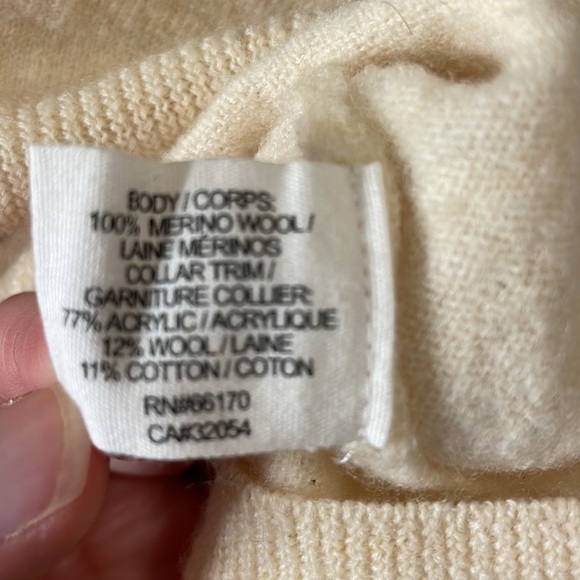 BODY / CORPS:
100% MERINO WOOL /
LAINE MÉRINOS
COLLAR TRIM /
GARNITURE COLLIER:
77% ACRYLIC / ACRYLIQUE
12% WOOL / LAINE
11% COTTON / COTON
RN#66170
CA#32054